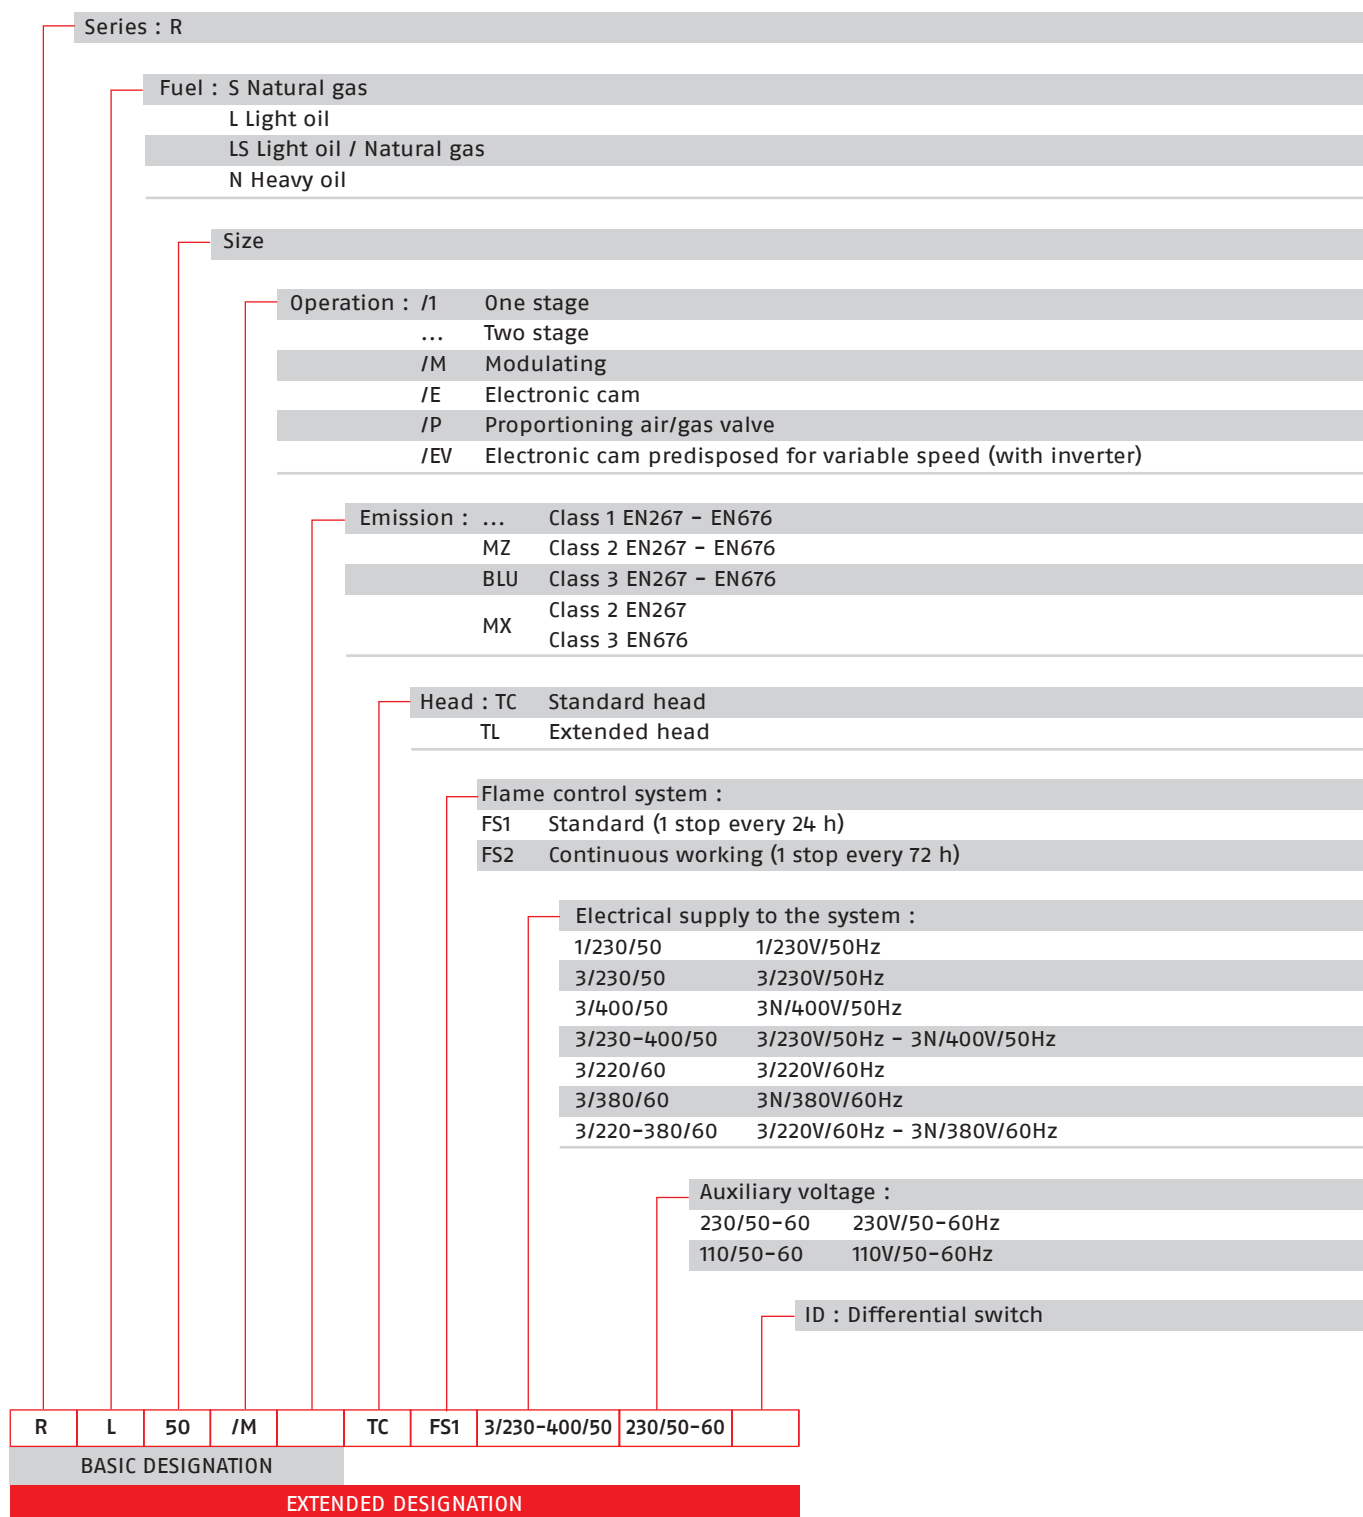 Series : R
Fuel : S Natural gas
L Light oil
LS Light oil / Natural gas
N Heavy oil
Size
Operation : /1 One stage
... Two stage
/M Modulating
/E Electronic cam
/P Proportioning air/gas valve
/EV Electronic cam predisposed for variable speed (with inverter)
Emission : ... Class 1 EN267 - EN676
MZ Class 2 EN267 - EN676
BLU Class 3 EN267 - EN676
MX Class 2 EN267
Class 3 EN676
Head : TC Standard head
TL Extended head
Flame control system :
FS1 Standard (1 stop every 24 h)
FS2 Continuous working (1 stop every 72 h)
Electrical supply to the system :
1/230/50 1/230V/50Hz
3/230/50 3/230V/50Hz
3/400/50 3N/400V/50Hz
3/230-400/50 3/230V/50Hz - 3N/400V/50Hz
3/220/60 3/220V/60Hz
3/380/60 3N/380V/60Hz
3/220-380/60 3/220V/60Hz - 3N/380V/60Hz
Auxiliary voltage :
230/50-60 230V/50-60Hz
110/50-60 110V/50-60Hz
ID : Differential switch
R L 50 /M TC FS1 3/230-400/50 230/50-60
BASIC DESIGNATION
EXTENDED DESIGNATION